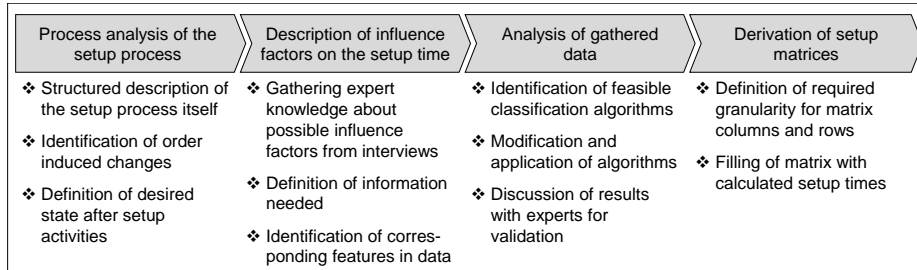 Process analysis of the
setup process
Description of influence
factors on the setup time
Analysis of gathered
data
Derivation of setup
matrices
❖ Structured description of
the setup process itself
❖ Identification of order
induced changes
❖ Definition of desired
state after setup
activities
❖ Gathering expert
knowledge about
possible influence
factors from interviews
❖ Definition of information
needed
❖ Identification of corres-
ponding features in data
❖ Identification of feasible
classification algorithms
❖ Modification and
application of algorithms
❖ Discussion of results
with experts for
validation
❖ Definition of required
granularity for matrix
columns and rows
❖ Filling of matrix with
calculated setup times